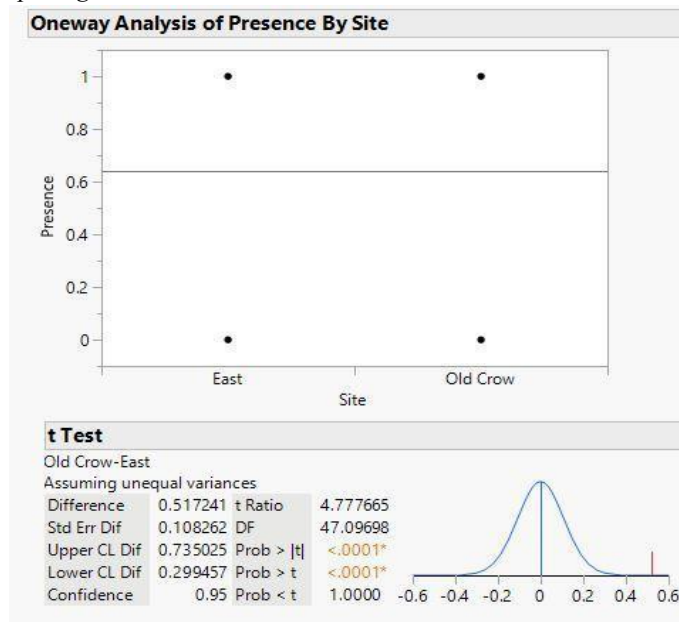 Oneway Analysis of Presence By Site
1
0.8
0.6
0.4
0.2
0
Presence
East Old Crow
Site
t Test
Old Crow-East
Assuming unequal variances
Difference 0.517241 t Ratio 4.777665
Std Err Dif 0.108262 DF 47.09698
Upper CL Dif 0.735025 Prob > |t| <.0001*
Lower CL Dif 0.299457 Prob > t <.0001*
Confidence 0.95 Prob < t 1.0000
-0.6 -0.4 -0.2 0 0.2 0.4 0.6